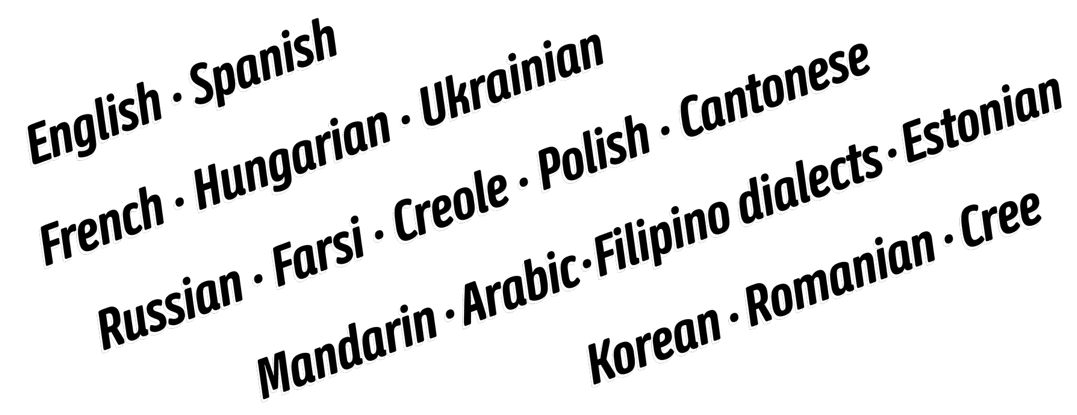 English · Spanish
French · Hungarian · Ukrainian
Russian · Farsi · Creole · Polish · Cantonese
Mandarin · Arabic · Filipino dialects · Estonian
Korean · Romanian · Cree